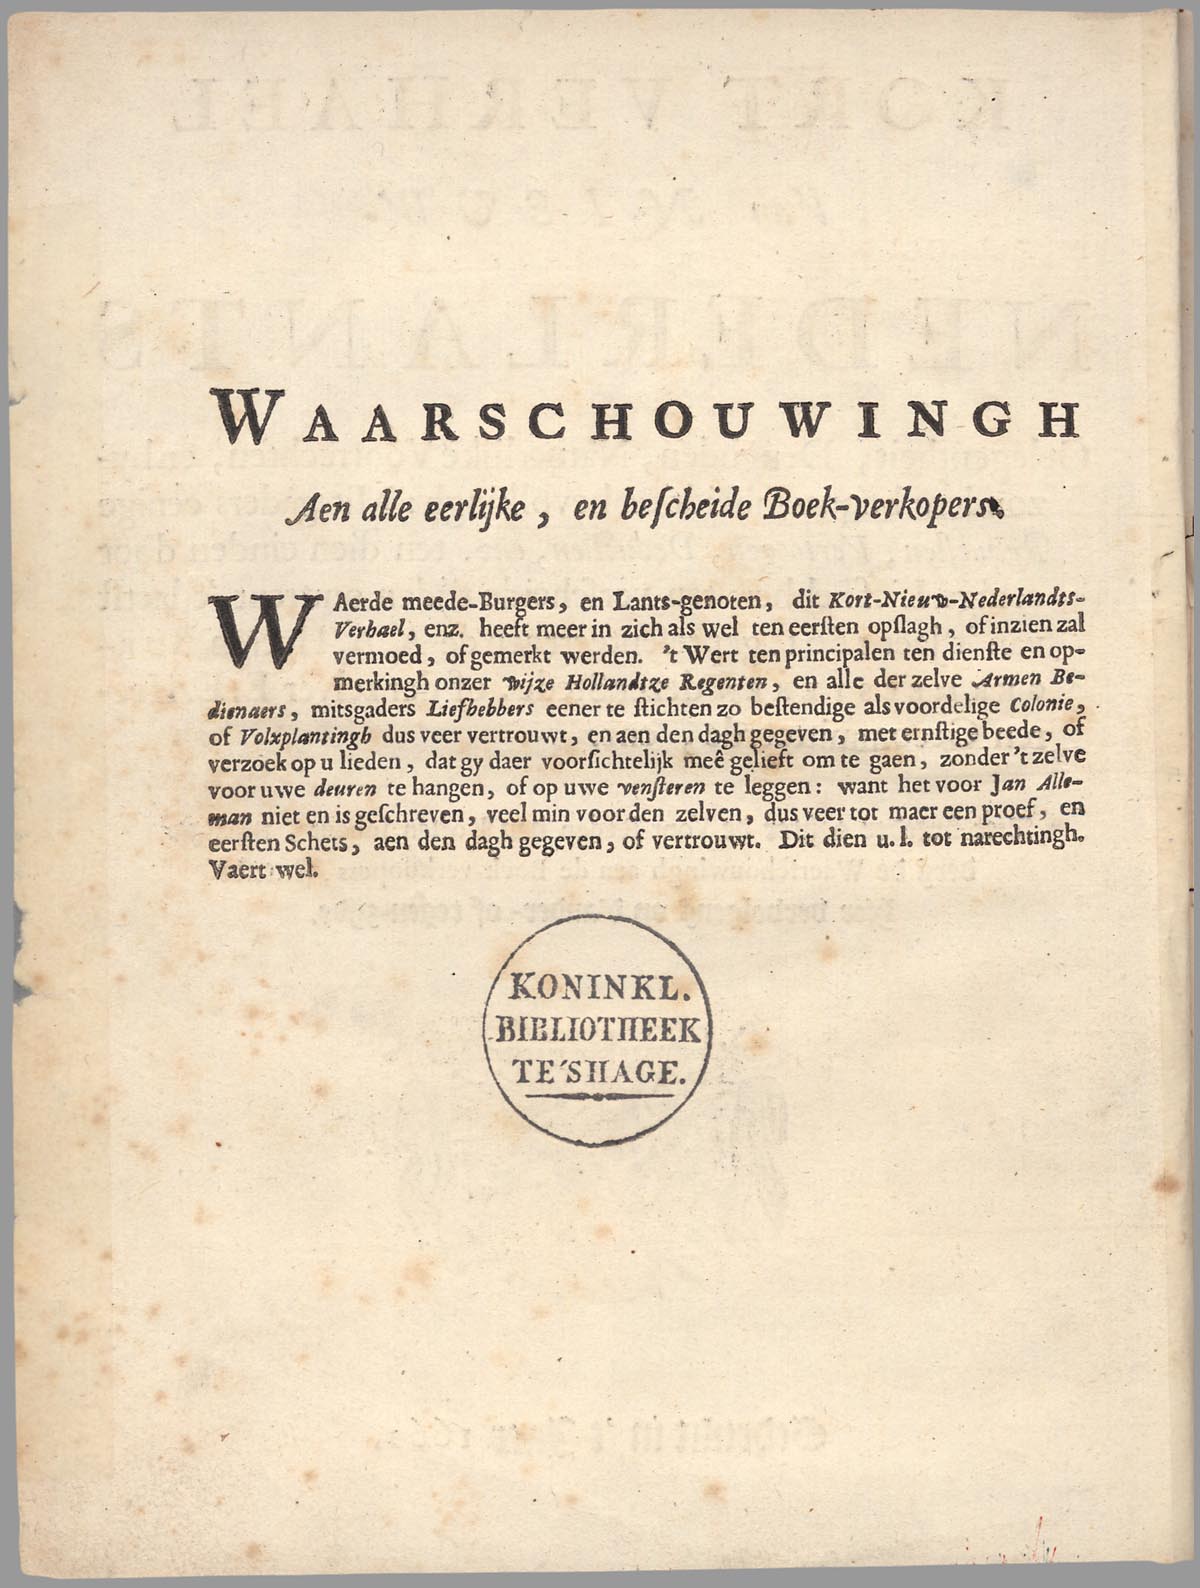 WAARSCHOUWINGH
Aen alle eerlijke, en beſcheide Boek-verkopers.
WAerde meede-Burgers, en Lants-genoten, dit Kort-Nieuw-Nederlandts-
Verhael, enz. heeft meer in zich als wel ten eerſten opſlagh, of inzien zal
vermoed, of gemerkt werden. 't Wert ten principalen ten dienſte en op-
merkingh onzer wijze Hollandtze Regenten, en alle der zelve Armen Be-
dienaers, mitsgaders Liefhebbers eener te ſtichten zo beſtendige als voordelige Colonie,
of Volxplantingh dus veer vertrouwt, en aen den dagh gegeven, met ernſtige beede, of
verzoek op u lieden, dat gy daer voorſichtelijk meê gelieft om te gaen, zonder 't zelve
voor uwe deuren te hangen, of op uwe venſteren te leggen: want het voor Jan Alle-
man niet en is geſchreven, veel min voor den zelven, dus veer tot maer een proef, en
eerſten Schets, aen den dagh gegeven, of vertrouwt. Dit dien u.l. tot narechtingh.
Vaert wel.
KONINKL.
BIBLIOTHEEK
TE'SHAGE.